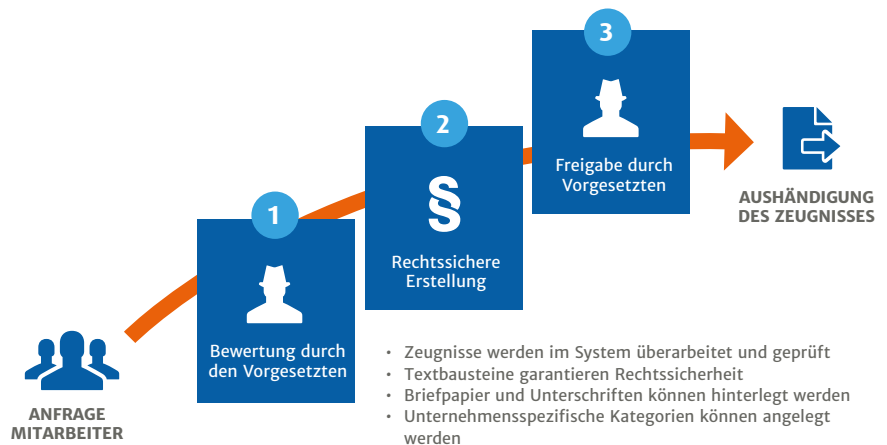 ANFRAGE
MITARBEITER
1
Bewertung durch
den Vorgesetzten
2
§
Rechtssichere
Erstellung
3
Freigabe durch
Vorgesetzten
AUSHÄNDIGUNG
DES ZEUGNISSES
• Zeugnisse werden im System überarbeitet und geprüft
• Textbausteine garantieren Rechtssicherheit
• Briefpapier und Unterschriften können hinterlegt werden
• Unternehmensspezifische Kategorien können angelegt
werden